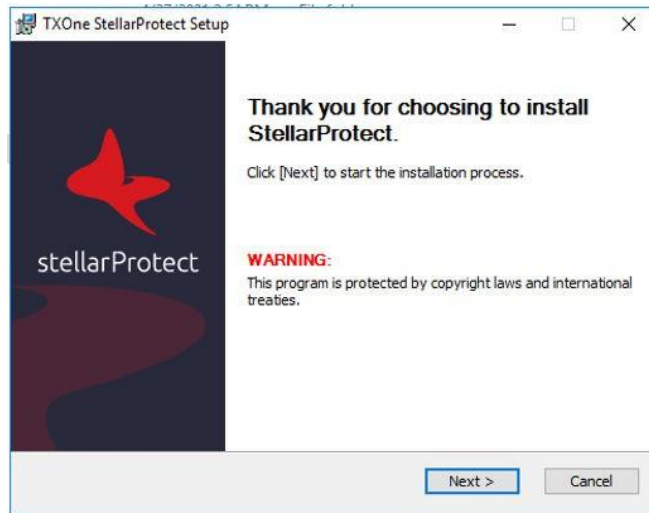 TXOne StellarProtect Setup
Thank you for choosing to install
StellarProtect.
Click [Next] to start the installation process.
stellarProtect
WARNING:
This program is protected by copyright laws and international
treaties.
Next >
Cancel